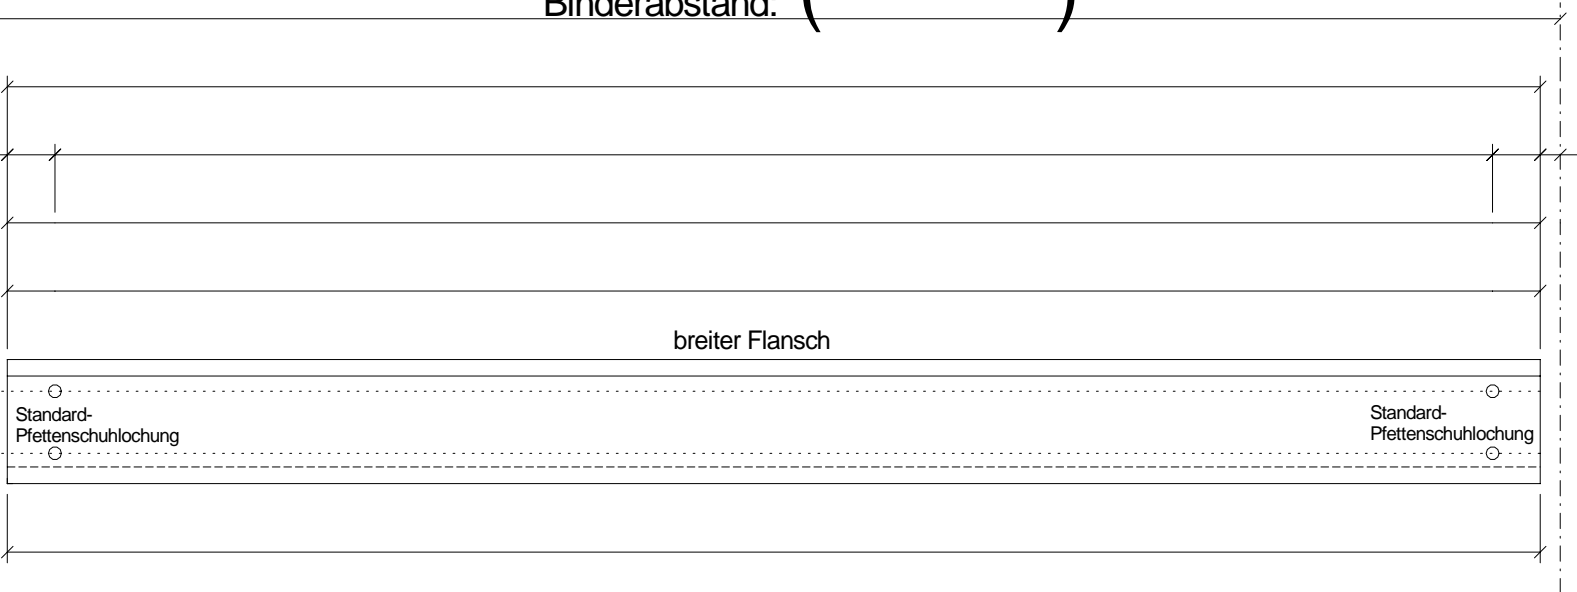 Binderabstand: ( )
breiter Flansch
Standard-
Pfettenschuhlochung
Standard-
Pfettenschuhlochung